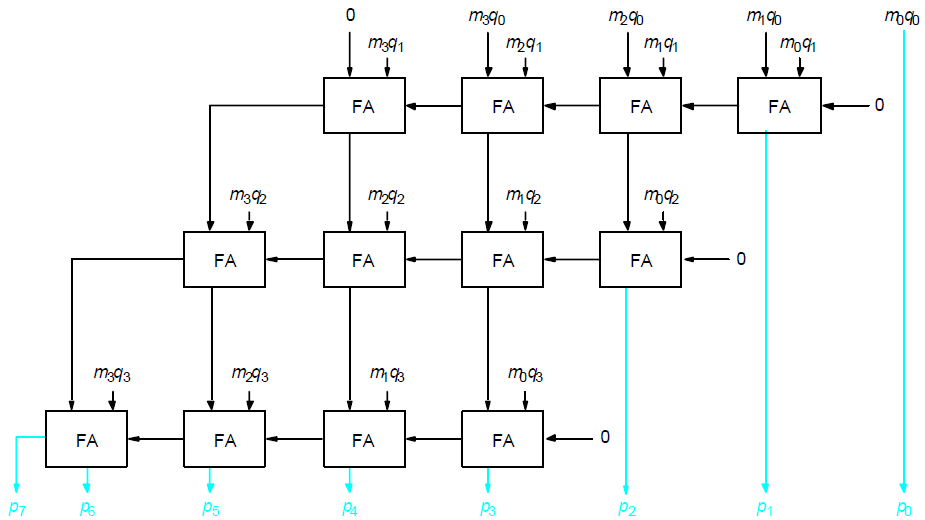 0 m3q0 m2q0 m1q0 m0q0
m3q1 m2q1 m1q1 m0q1
FA FA FA FA 0
m3q2 m2q2 m1q2 m0q2
FA FA FA FA 0
m3q3 m2q3 m1q3 m0q3
FA FA FA FA 0
p7 p6 p5 p4 p3 p2 p1 p0